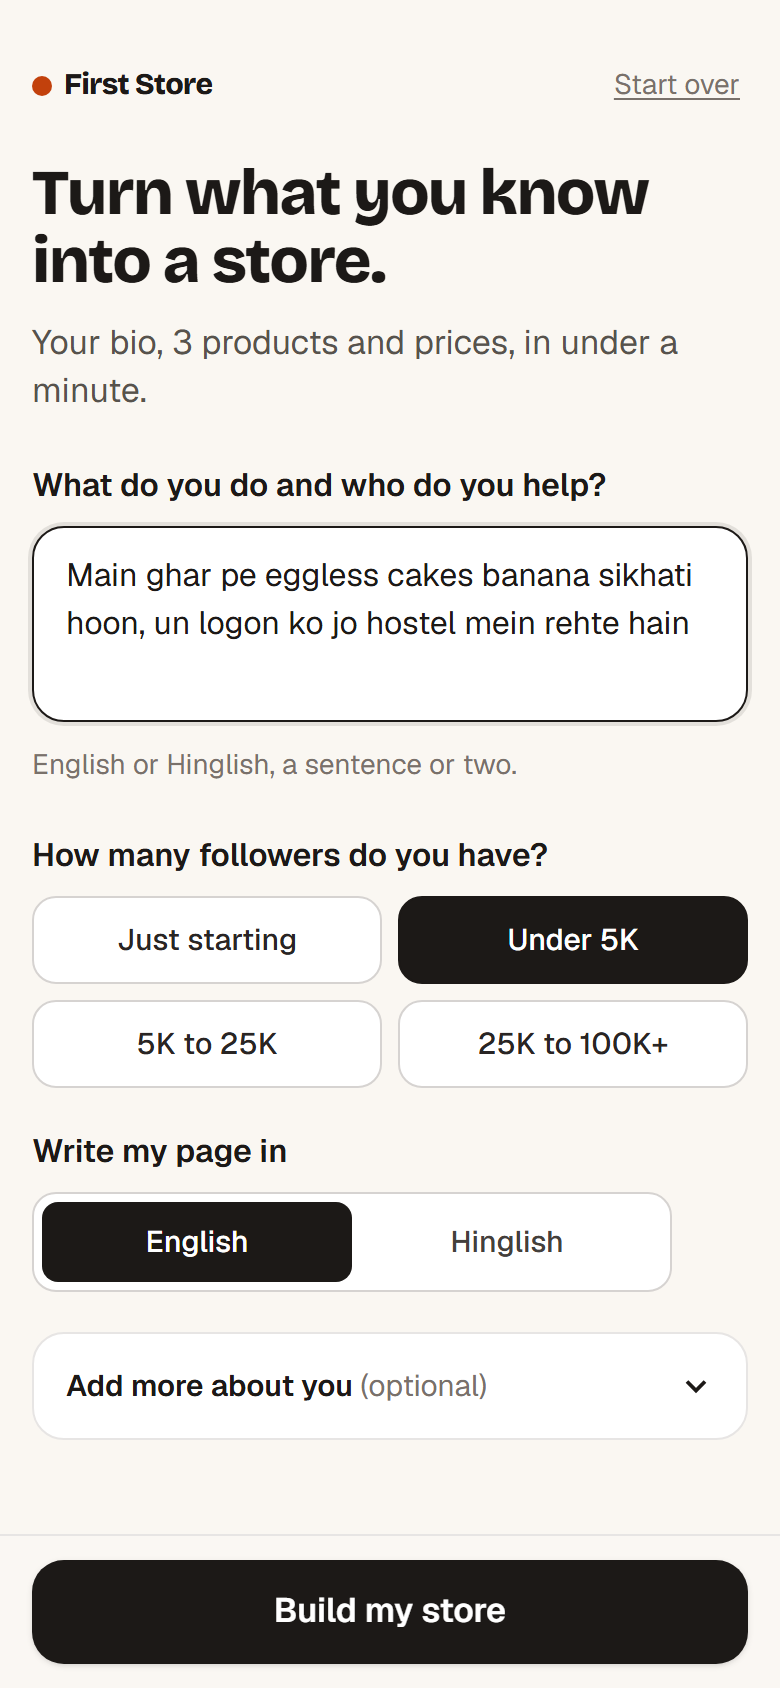 First Store
Start over
Turn what you know
into a store.
Your bio, 3 products and prices, in under a
minute.
What do you do and who do you help?
Main ghar pe eggless cakes banana sikhati
hoon, un logon ko jo hostel mein rehte hain
English or Hinglish, a sentence or two.
How many followers do you have?
Just starting
Under 5K
5K to 25K
25K to 100K+
Write my page in
English
Hinglish
Add more about you (optional)
Build my store